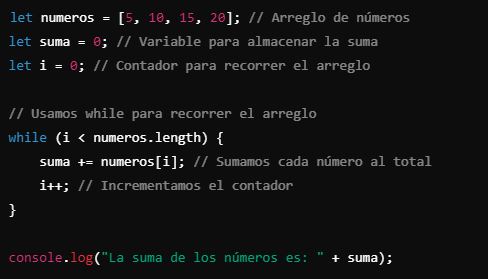 let numeros = [5, 10, 15, 20]; // Arreglo de números
let suma = 0; // Variable para almacenar la suma
let i = 0; // Contador para recorrer el arreglo
// Usamos while para recorrer el arreglo
while (i < numeros.length) {
suma += numeros[i]; // Sumamos cada número al total
i++; // Incrementamos el contador
}
console.log("La suma de los números es: " + suma);